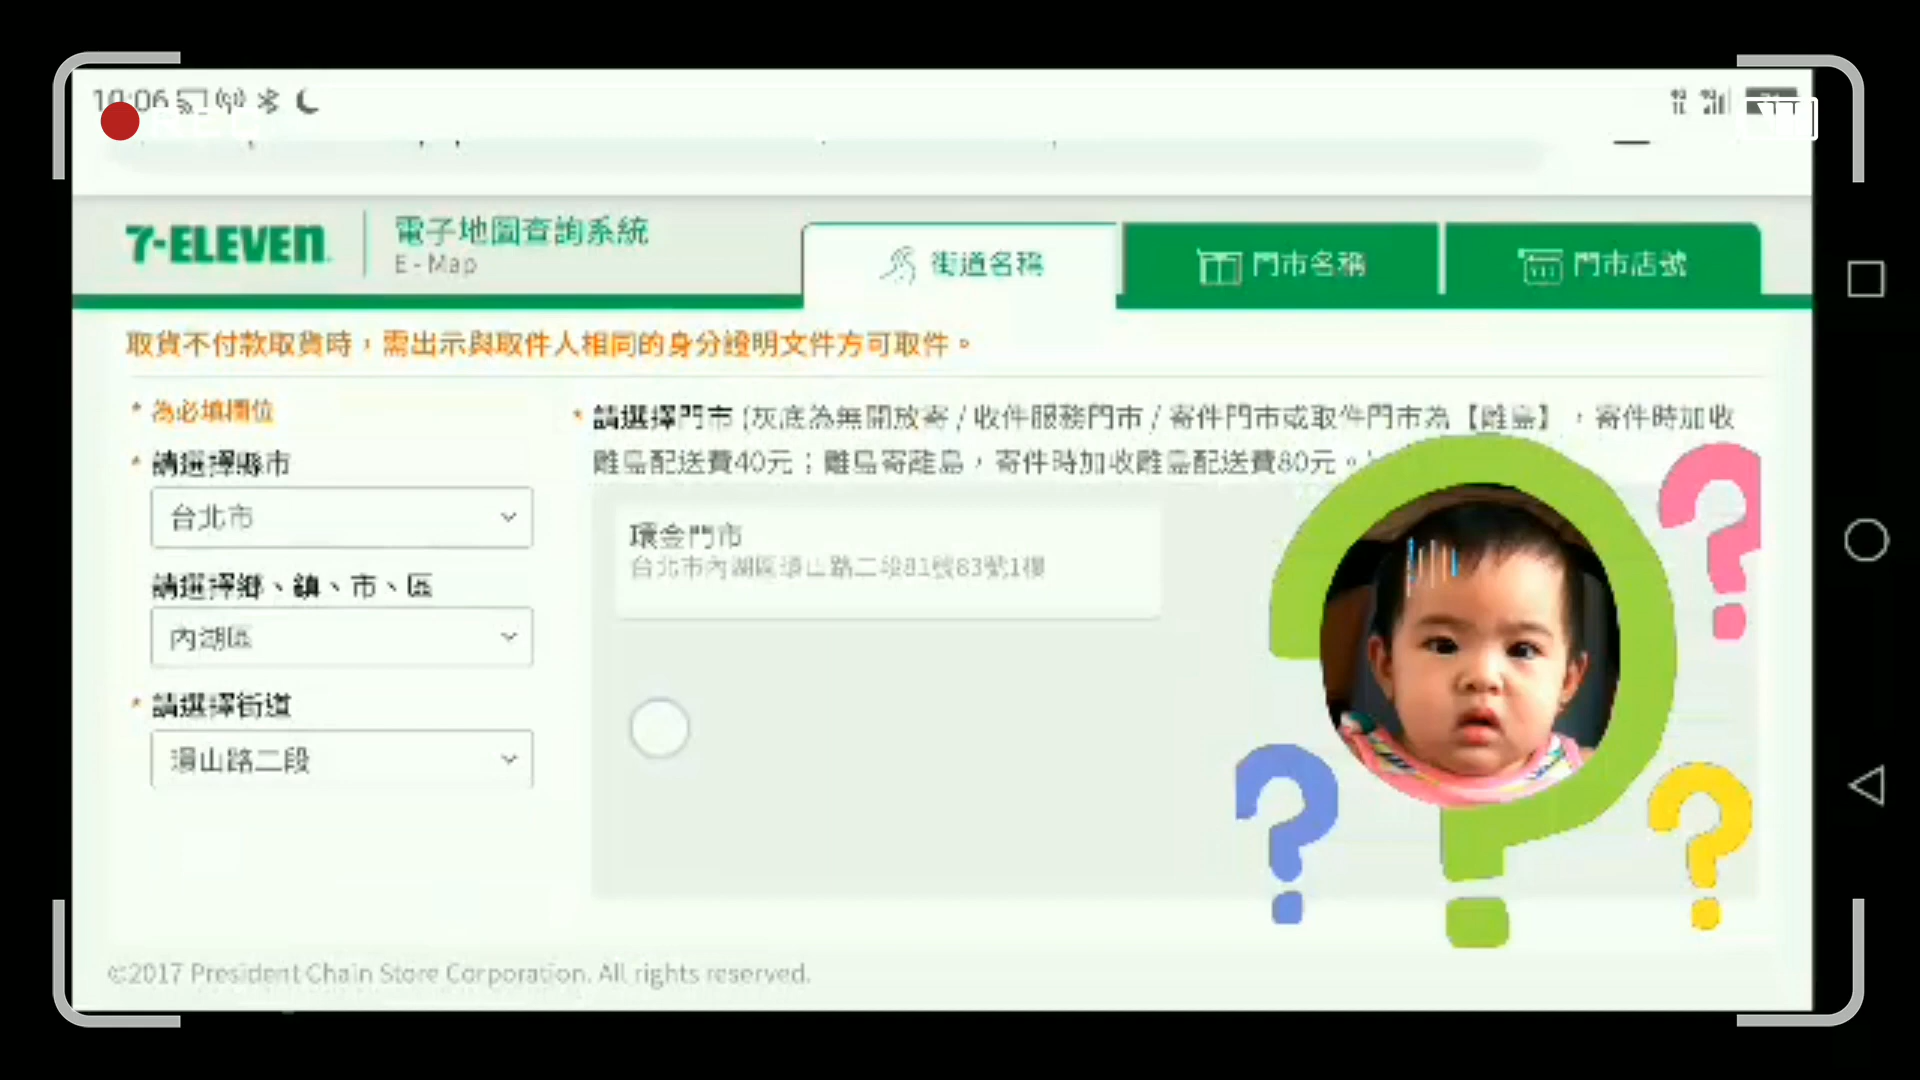 10:06
7-ELEVEN
電子地圖查詢系統
E-Map
街道名稱
門市名稱
門市店號
取貨不付款取貨時，需出示與取件人相同的身分證明文件方可取件。
* 為必填欄位
* 請選擇縣市
台北市
請選擇鄉、鎮、市、區
內湖區
* 請選擇街道
環山路二段
* 請選擇門市 (灰底為無開放寄 / 收件服務門市 / 寄件門市或取件門市為【離島】，寄件時加收
離島配送費40元；離島寄離島，寄件時加收離島配送費80元。)
環金門市
台北市內湖區環山路二段81號83號1樓
©2017 President Chain Store Corporation. All rights reserved.